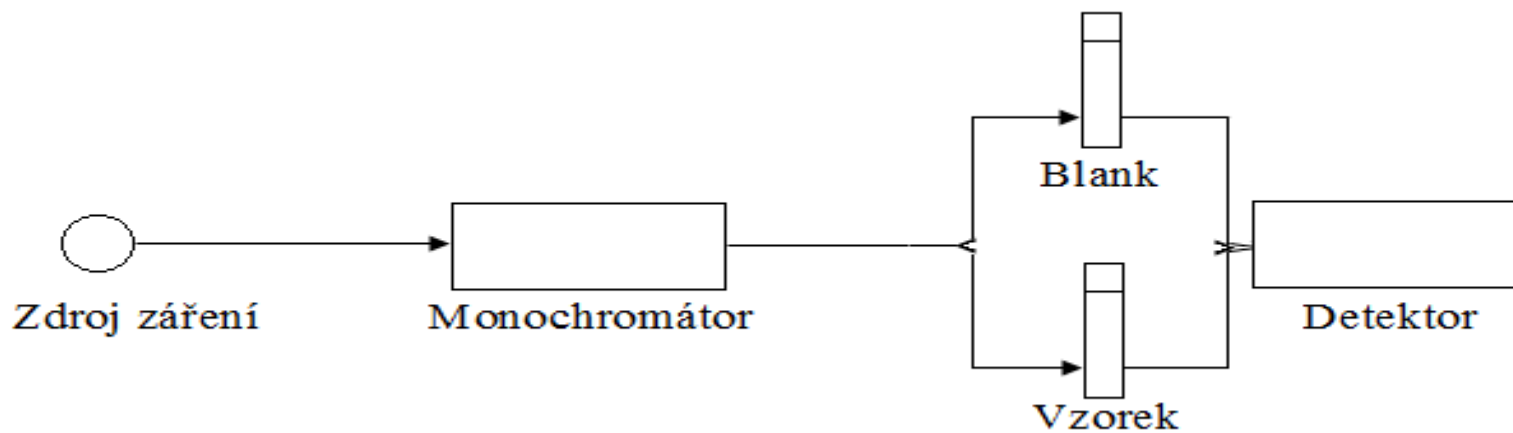 Blank
Zdroj záření
Monochromátor
Detektor
Vzorek